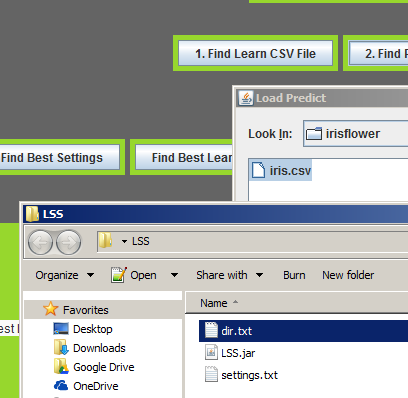 1. Find Learn CSV File
2. Find
Load Predict
Look In:
irisflower
Find Best Settings
Find Best Lear
iris.csv
LSS
LSS
Organize
Open
Share with
Burn
New folder
Favorites
Name
Desktop
dir.txt
Downloads
LSS.jar
Google Drive
settings.txt
OneDrive